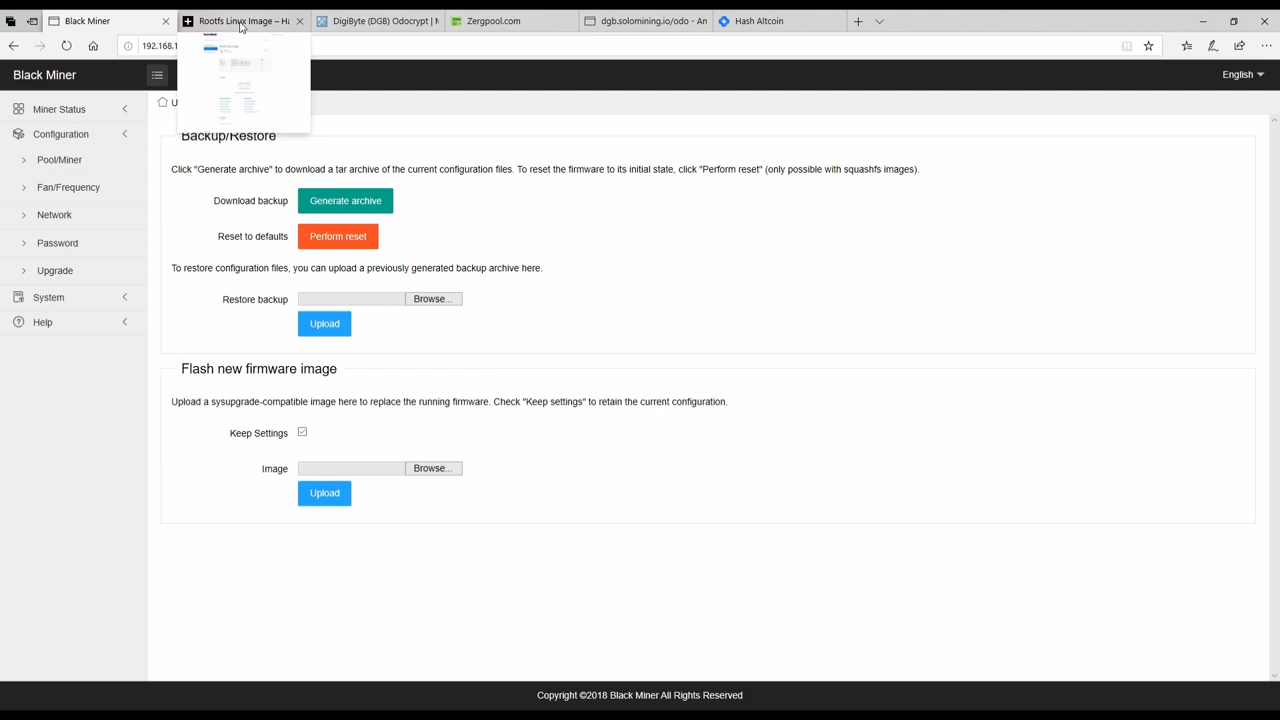 Black Miner
Rootfs Linux Image – Ha
DigiByte (DGB) Odocrypt | M
Zergpool.com
dgb.solomining.io/odo - An
Hash Altcoin
192.168.1
Black Miner
English
Miner Status
Configuration
Pool/Miner
Fan/Frequency
Network
Password
Upgrade
System
Help
U
Backup/Restore
Click "Generate archive" to download a tar archive of the current configuration files. To reset the firmware to its initial state, click "Perform reset" (only possible with squashfs images).
Download backup
Generate archive
Reset to defaults
Perform reset
To restore configuration files, you can upload a previously generated backup archive here.
Restore backup
Browse...
Upload
Flash new firmware image
Upload a sysupgrade-compatible image here to replace the running firmware. Check "Keep settings" to retain the current configuration.
Keep Settings
Image
Browse...
Upload
Copyright ©2018 Black Miner All Rights Reserved